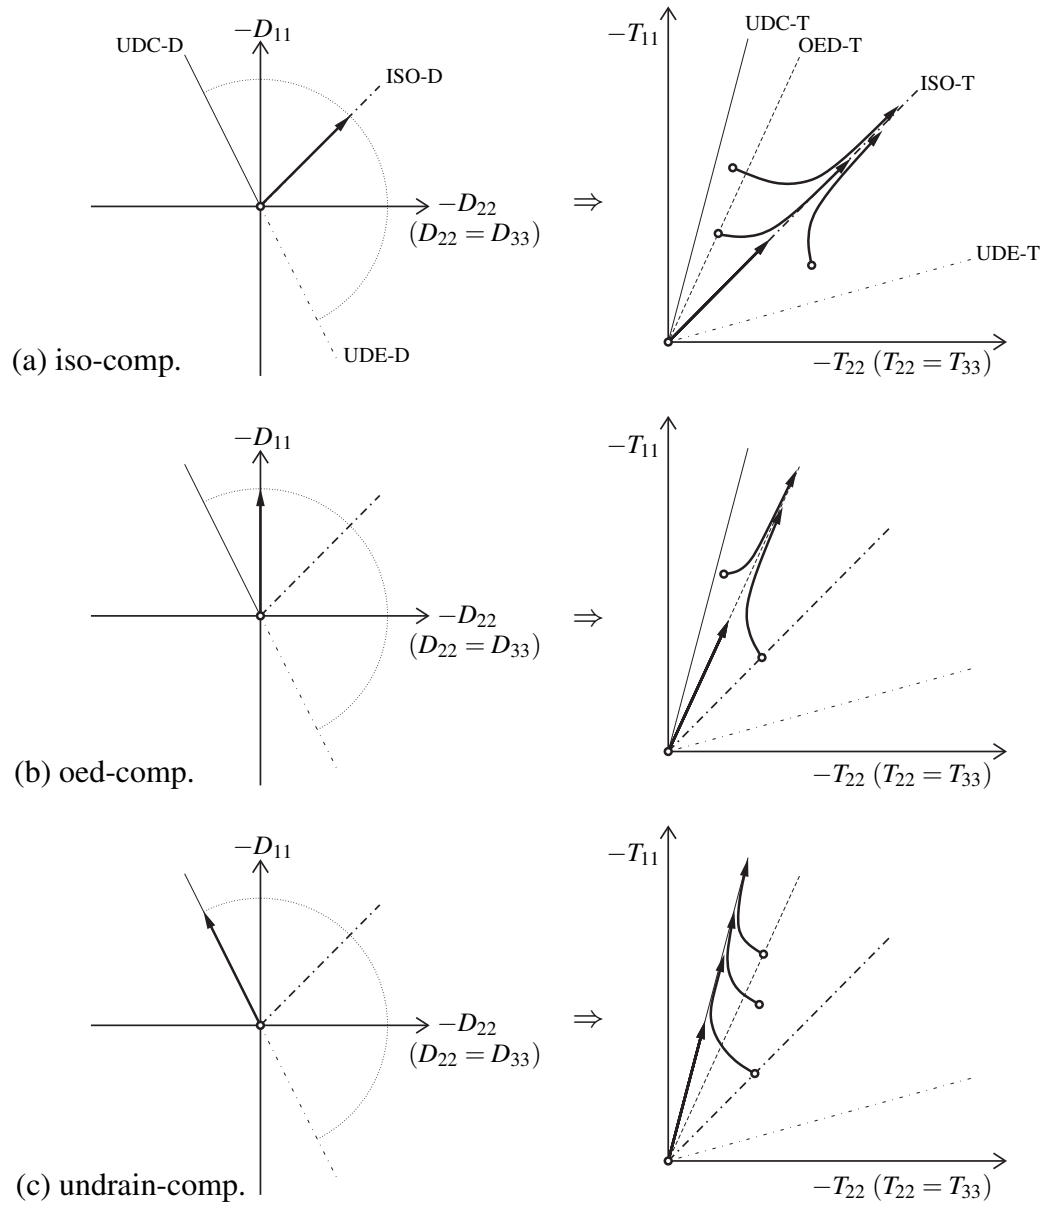 −D11
UDC-D
ISO-D
−D22
(D22 = D33)
UDE-D
(a) iso-comp.
⇒
−T11
UDC-T
OED-T
ISO-T
UDE-T
−T22 (T22 = T33)
−D11
−D22
(D22 = D33)
(b) oed-comp.
⇒
−T11
−T22 (T22 = T33)
−D11
−D22
(D22 = D33)
(c) undrain-comp.
⇒
−T11
−T22 (T22 = T33)